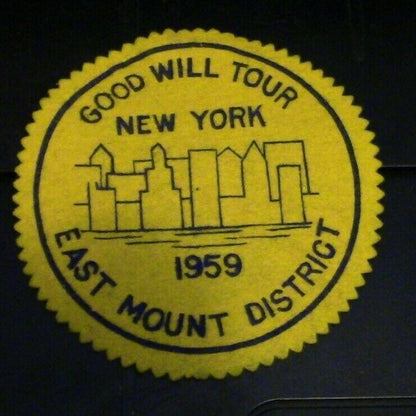 GOOD WILL TOUR
NEW YORK
1959
EAST MOUNT DISTRICT